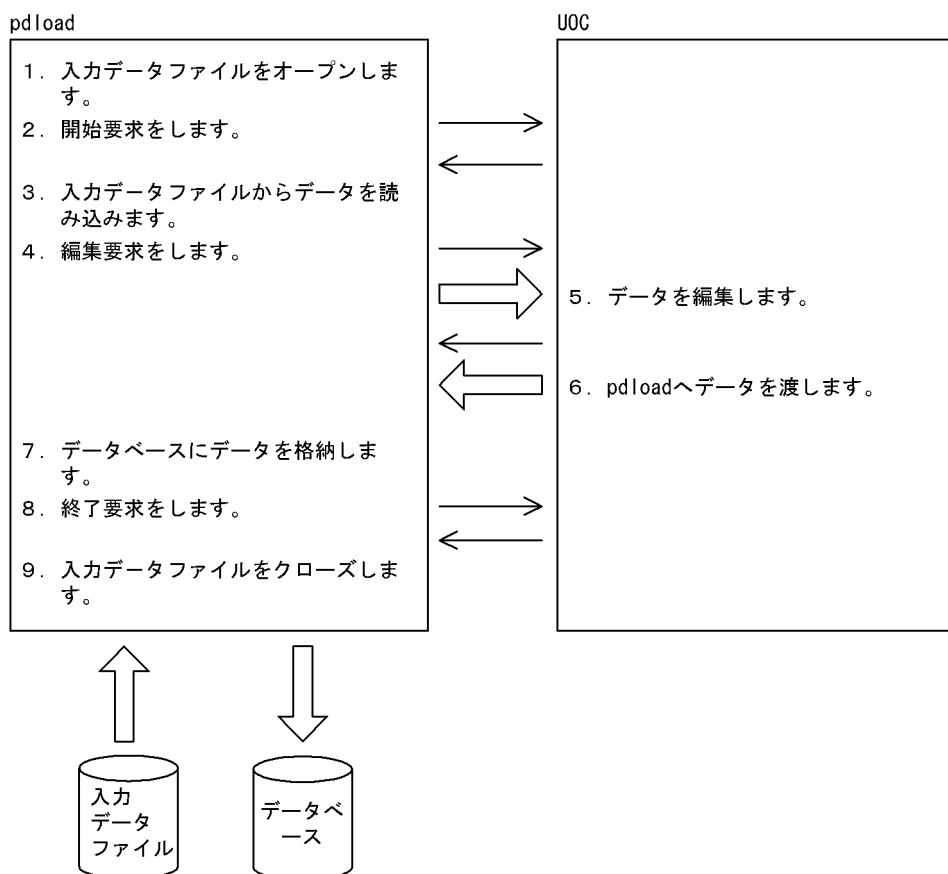 pdload
UOC
1. 入力データファイルをオープンしま
す。
2. 開始要求をします。
3. 入力データファイルからデータを読
み込みます。
4. 編集要求をします。
5. データを編集します。
6. pdloadへデータを渡します。
7. データベースにデータを格納しま
す。
8. 終了要求をします。
9. 入力データファイルをクローズしま
す。
入力
データ
ファイル
データベ
ース